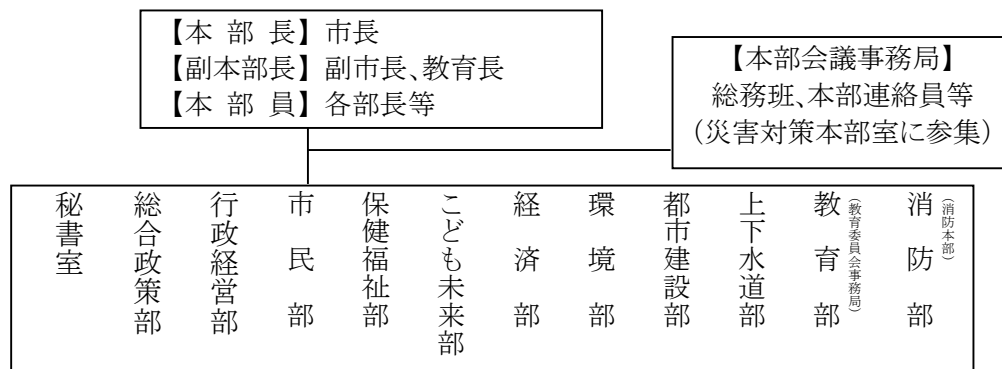 【本 部 長】 市長
【副本部長】 副市長、教育長
【本 部 員】 各部長等
【本部会議事務局】
総務班、本部連絡員等
(災害対策本部室に参集)
秘書室
総合政策部
行政経営部
市民部
保健福祉部
こども未来部
経済部
環境部
都市建設部
上下水道部
教育部
(教育委員会事務局)
消防部
(消防本部)